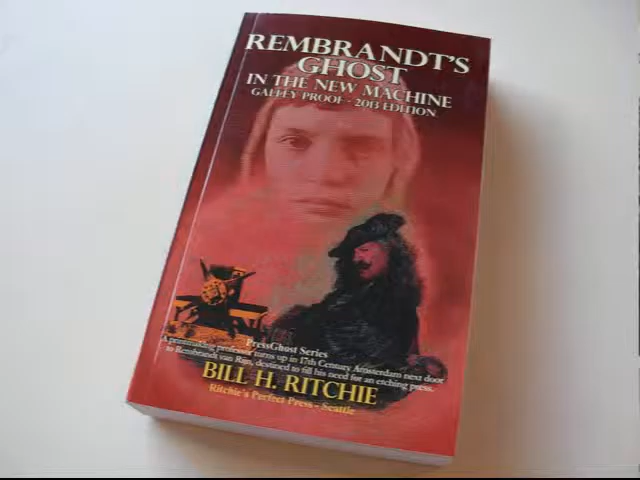 REMBRANDT'S
GHOST
IN THE NEW MACHINE
GALLEY PROOF - 2013 EDITION
PressGhost Series
A printmaking professor turns up in 17th Century Amsterdam next door
to Rembrandt van Rijn, destined to fill his need for an etching press.
BILL H. RITCHIE
Ritchie's Perfect Press - Seattle